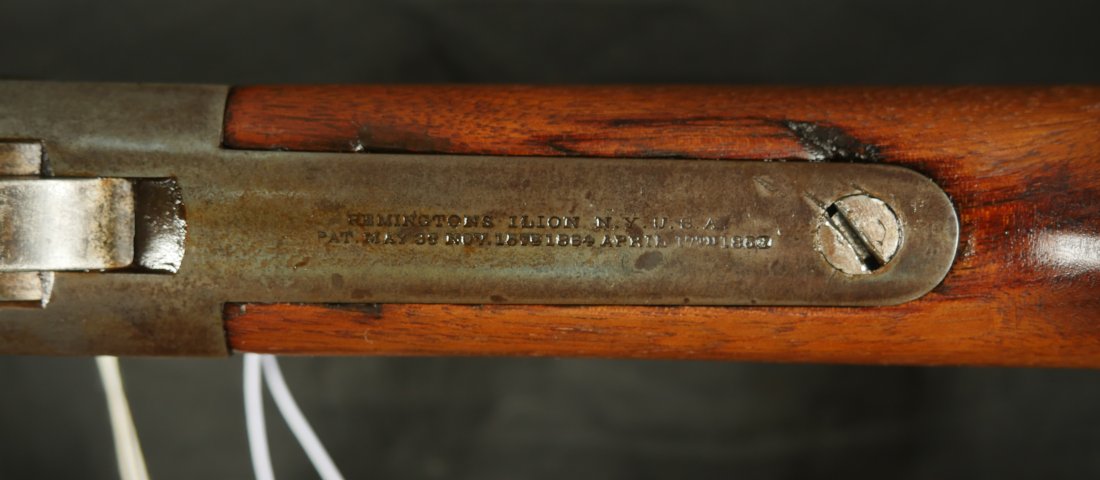 REMINGTONS ILION N.Y. U.S.A.
PAT. MAY 3D NOV. 15TH 1864 APRIL 17TH 1866